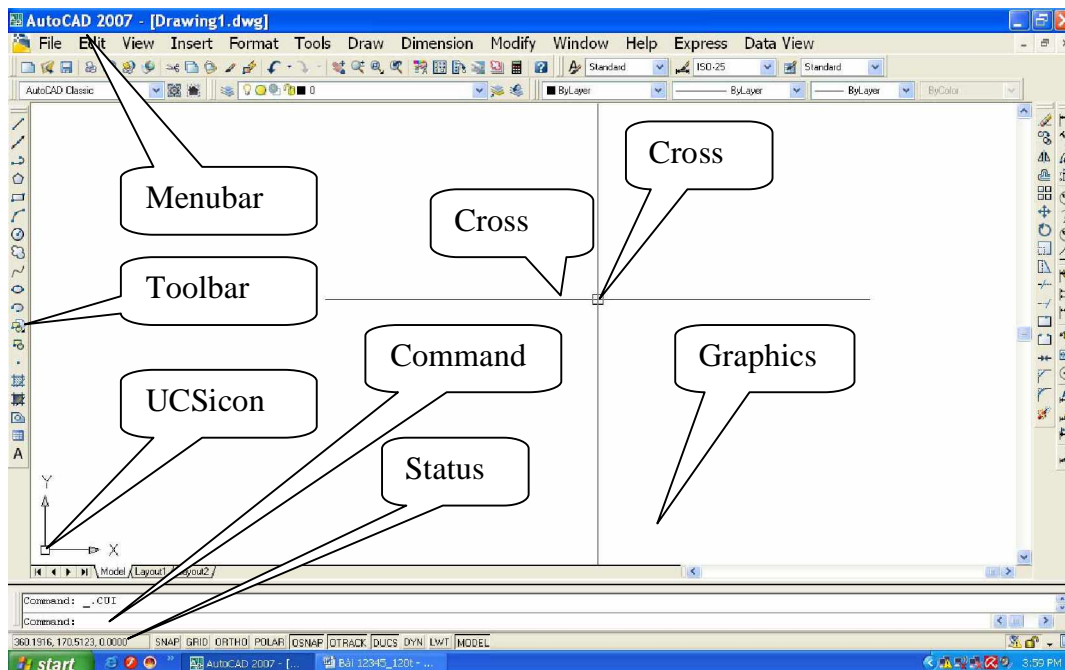 AutoCAD 2007 - [Drawing1.dwg]
File Edit View Insert Format Tools Draw Dimension Modify Window Help Express Data View
Standard ISO-25 Standard
AutoCAD Classic 0 ByLayer ByLayer ByLayer ByColor
Cross
Menubar
Cross
Toolbar
Command
Graphics
UCSicon
Status
A
Y
X
Model Layout1 Layout2
Command: _.CUI
Command:
360.1916, 170.5123, 0.0000 SNAP GRID ORTHO POLAR OSNAP OTRACK DUCS DYN LWT MODEL
start AutoCAD 2007 - [... Bài 12345_120t - ... 3:59 PM